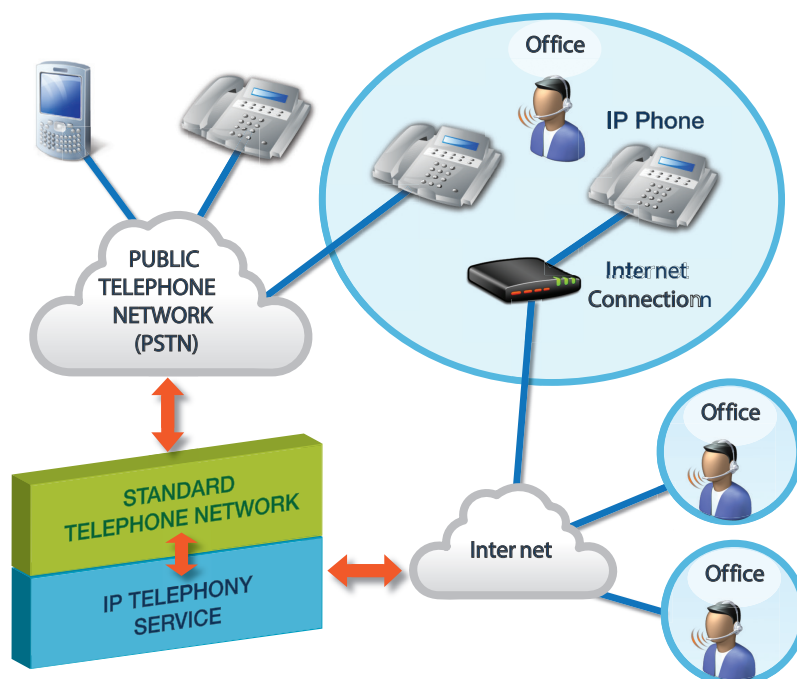 Office
IP Phone
PUBLIC
TELEPHONE
NETWORK
(PSTN)
Internet
Connection
STANDARD
TELEPHONE NETWORK
IP TELEPHONY
SERVICE
Internet
Office
Office